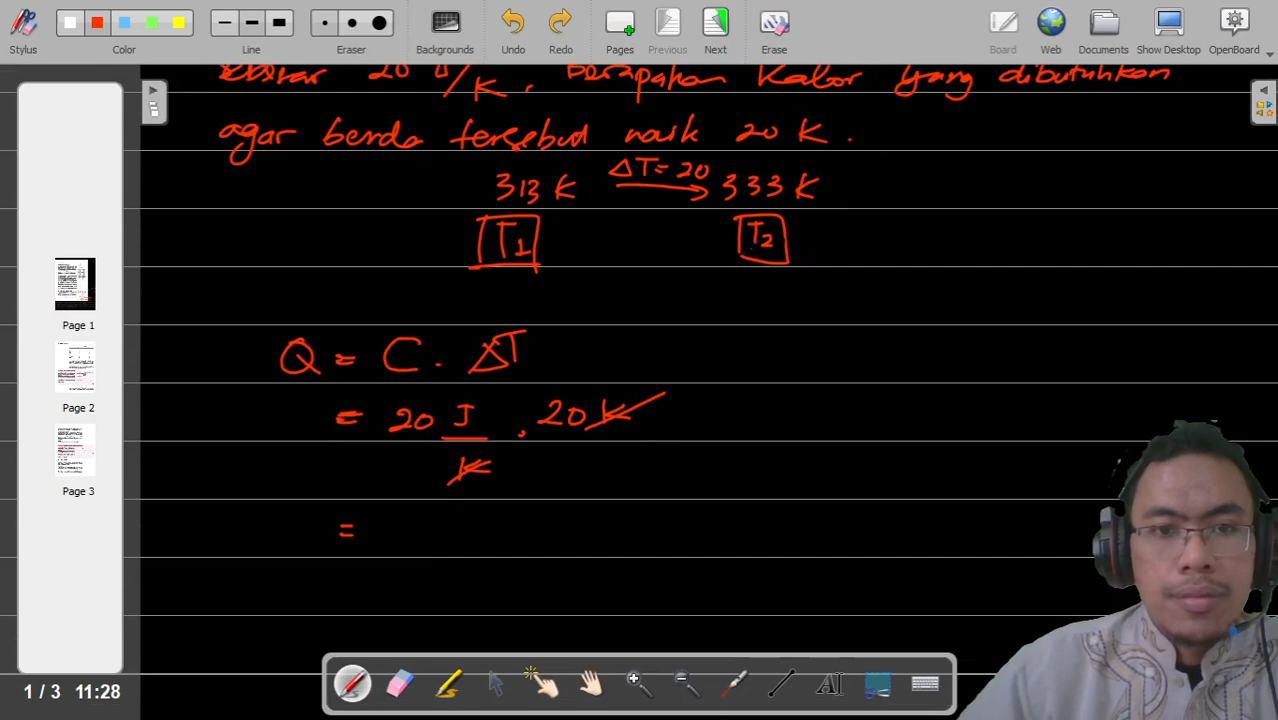 Stylus
Color
Line
Eraser
Backgrounds
Undo
Redo
Pages
Previous
Next
Erase
Board
Web
Documents
Show Desktop
OpenBoard
sebesar 20 J/K. Berapakah kalor yang dibutuhkan
agar benda tersebut naik 20 K.
313 K ΔT= 20 333 K
T1 T2
Q = C . ΔT
= 20 J/K . 20 K
=
Page 1
Page 2
Page 3
1 / 3 11:28